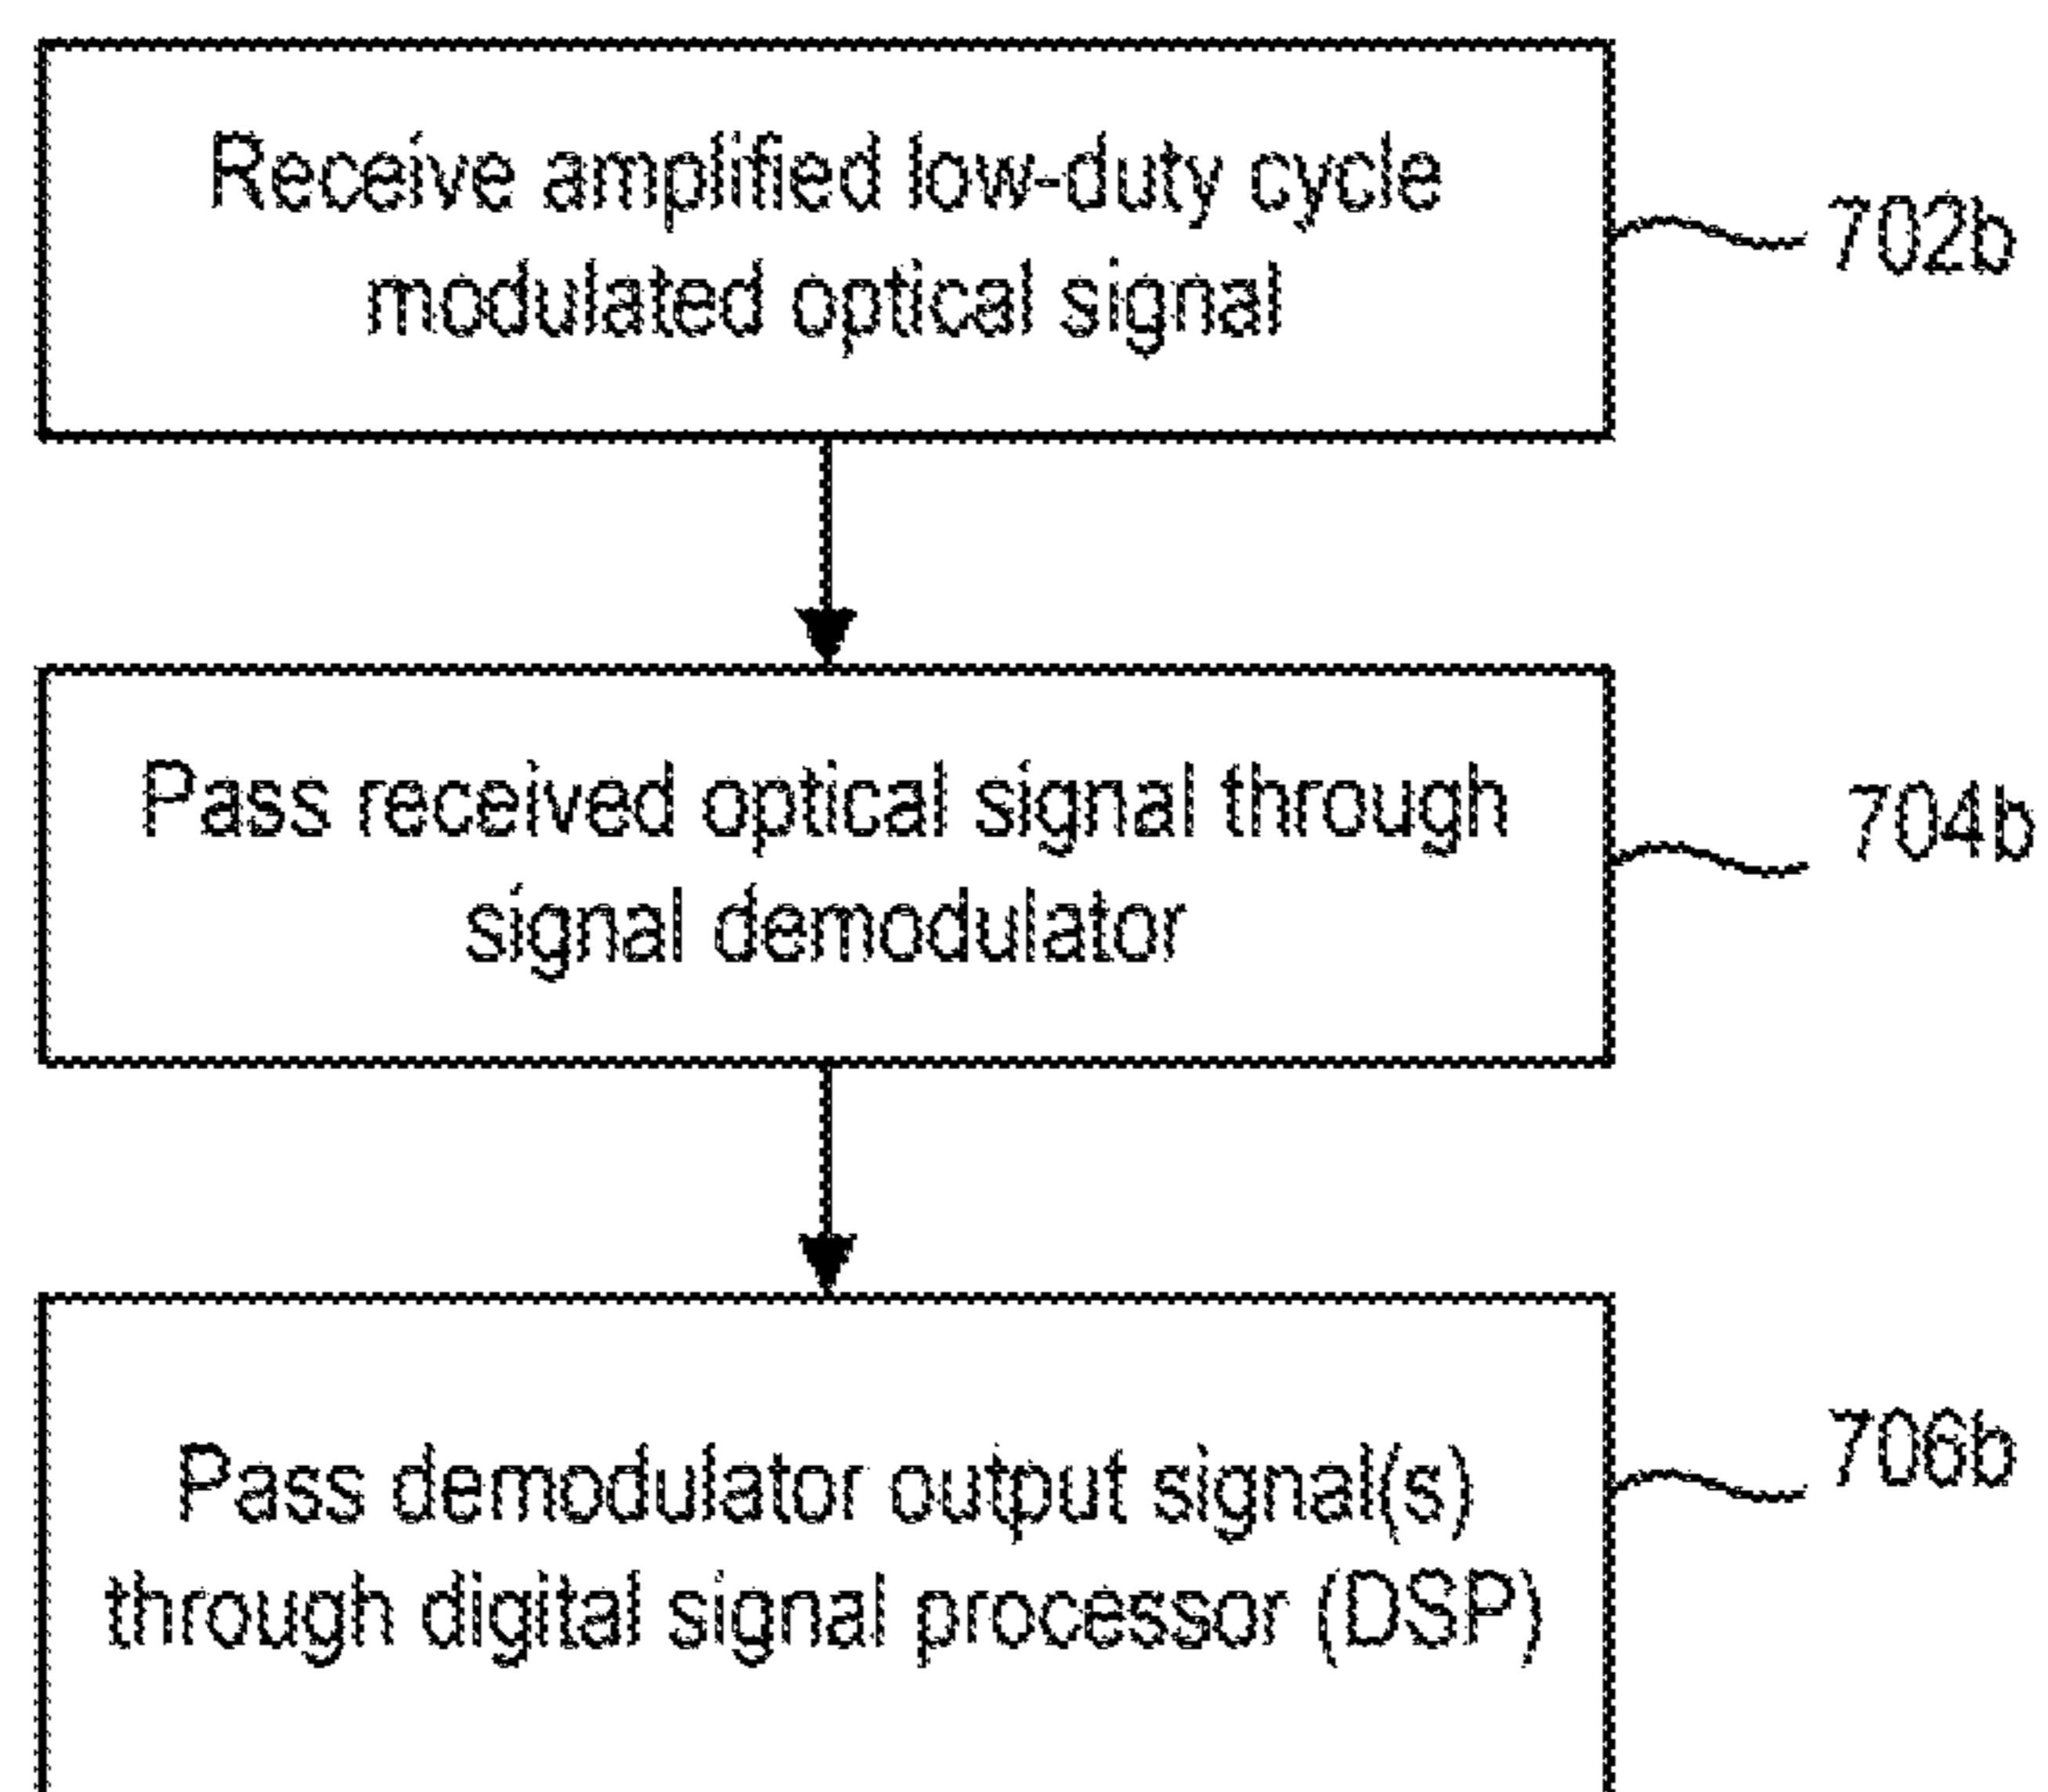 Receive amplified low-duty cycle
modulated optical signal
702b
Pass received optical signal through
signal demodulator
704b
Pass demodulator output signal(s)
through digital signal processor (DSP)
706b